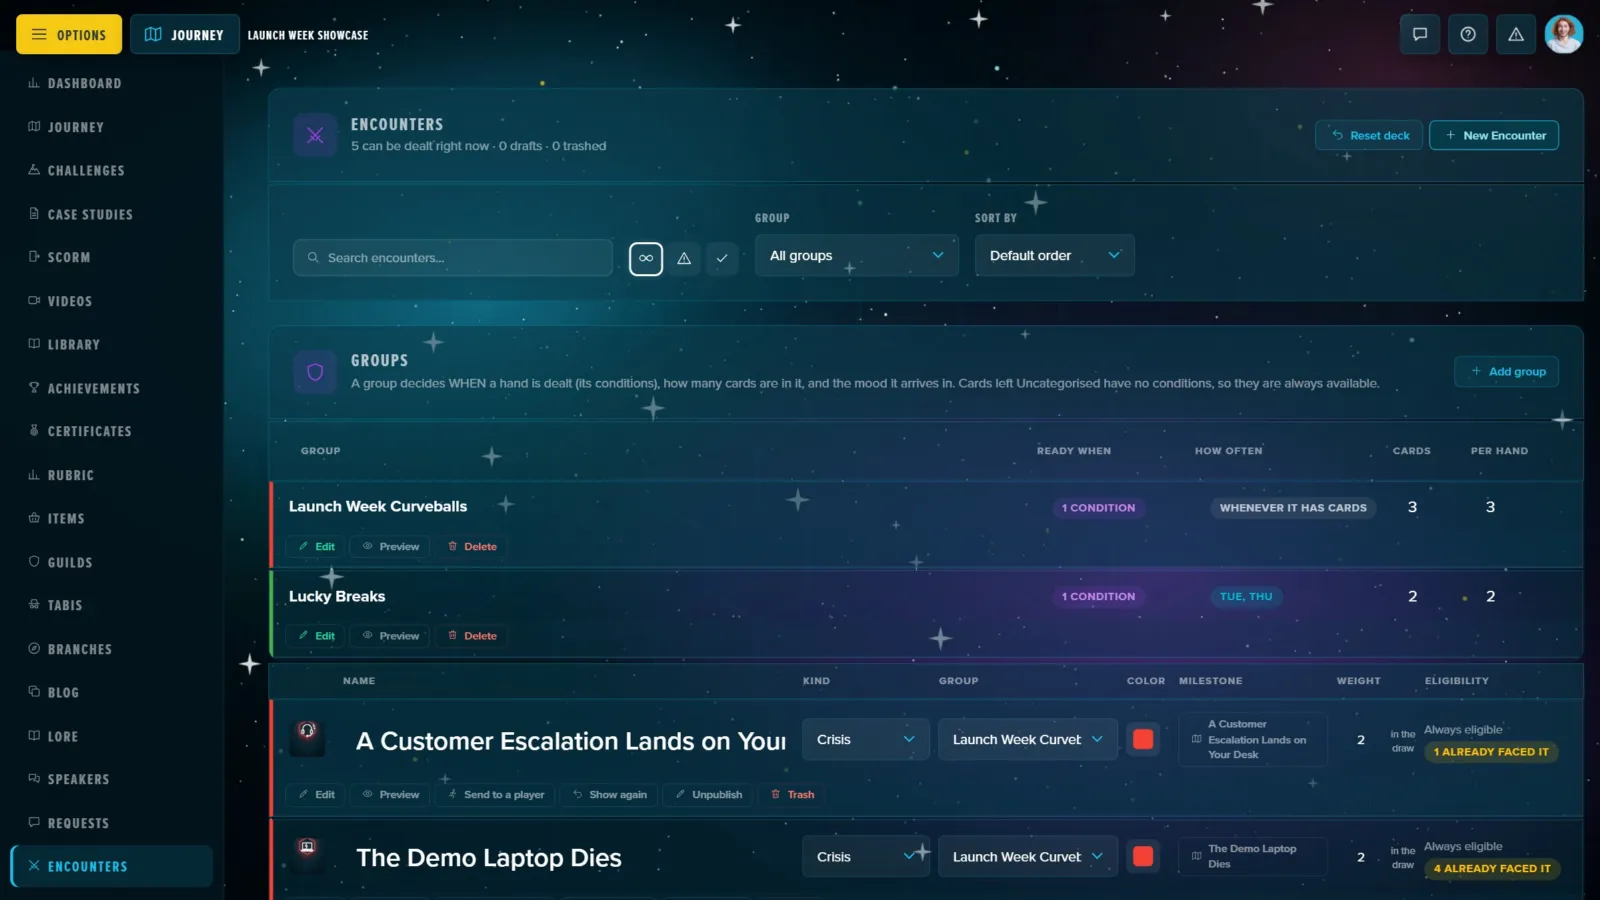 OPTIONS
JOURNEY
LAUNCH WEEK SHOWCASE
DASHBOARD
JOURNEY
CHALLENGES
CASE STUDIES
SCORM
VIDEOS
LIBRARY
ACHIEVEMENTS
CERTIFICATES
RUBRIC
ITEMS
GUILDS
TABIS
BRANCHES
BLOG
LORE
SPEAKERS
REQUESTS
ENCOUNTERS
ENCOUNTERS
5 can be dealt right now · 0 drafts · 0 trashed
Reset deck
+ New Encounter
GROUP
SORT BY
Search encounters...
All groups
Default order
GROUPS
A group decides WHEN a hand is dealt (its conditions), how many cards are in it, and the mood it arrives in. Cards left Uncategorised have no conditions, so they are always available.
+ Add group
GROUP READY WHEN HOW OFTEN CARDS PER HAND
Launch Week Curveballs 1 CONDITION WHENEVER IT HAS CARDS 3 3
Edit Preview Delete
Lucky Breaks 1 CONDITION TUE, THU 2 2
Edit Preview Delete
NAME KIND GROUP COLOR MILESTONE WEIGHT ELIGIBILITY
A Customer Escalation Lands on Your
Crisis
Launch Week Curvet
A Customer
Escalation Lands on
Your Desk
2
in the
draw
Always eligible
1 ALREADY FACED IT
Edit Preview Send to a player Show again Unpublish Trash
The Demo Laptop Dies
Crisis
Launch Week Curvet
The Demo Laptop
Dies
2
in the
draw
Always eligible
4 ALREADY FACED IT